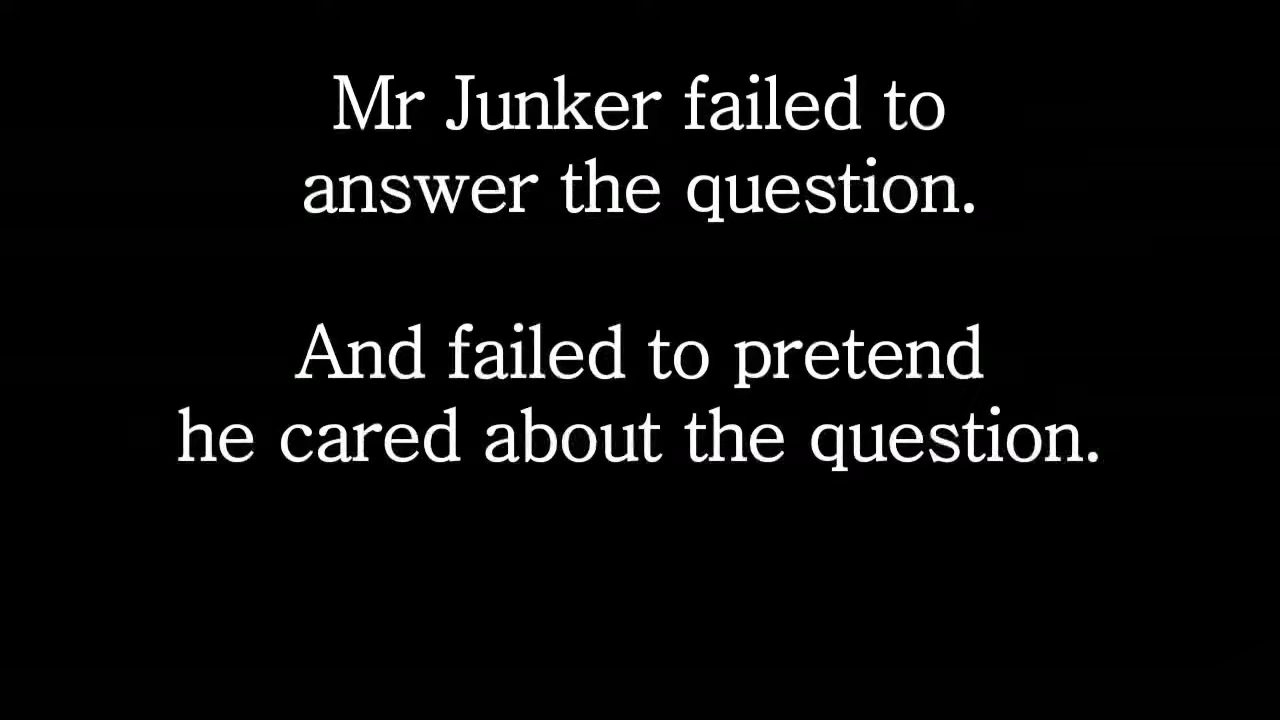 Mr Junker failed to
answer the question.
And failed to pretend
he cared about the question.